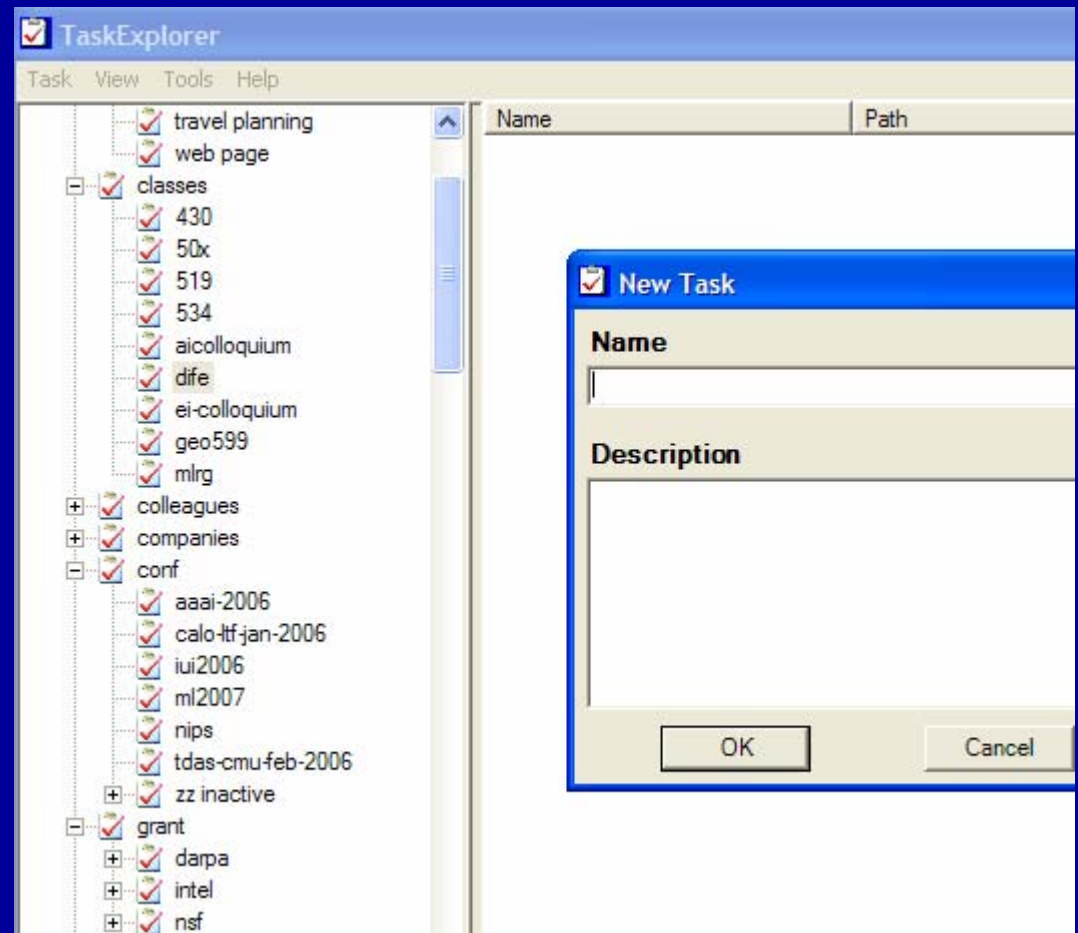 TaskExplorer
Task View Tools Help
travel planning
web page
classes
430
50x
519
534
aicolloquium
dife
ei-colloquium
geo599
mlrg
colleagues
companies
conf
aaai-2006
calo-ltf-jan-2006
iui2006
ml2007
nips
tdas-cmu-feb-2006
zz inactive
grant
darpa
intel
nsf
Name Path
New Task
Name
Description
OK Cancel